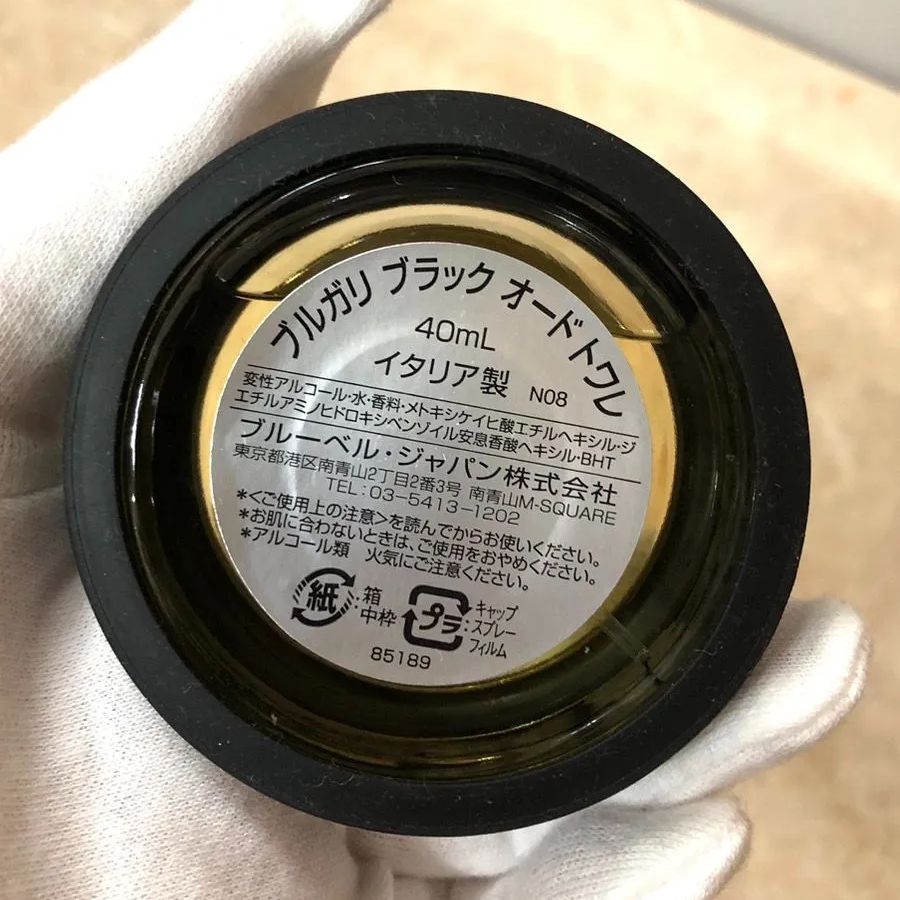 ブルガリ ブラック オードトワレ
40mL
イタリア製 N08
変性アルコール・水・香料・メトキシケイヒ酸エチルヘキシル・ジ
エチルアミノヒドロキシベンゾイル安息香酸ヘキシル・BHT
ブルーベル・ジャパン株式会社
東京都港区南青山2丁目2番3号 南青山M-SQUARE
TEL:03-5413-1202
*<ご使用上の注意>を読んでからお使いください。
*お肌に合わないときは、ご使用をおやめください。
*アルコール類 火気にご注意ください。
紙:箱 中枠
プラ:キャップ スプレー フィルム
85189